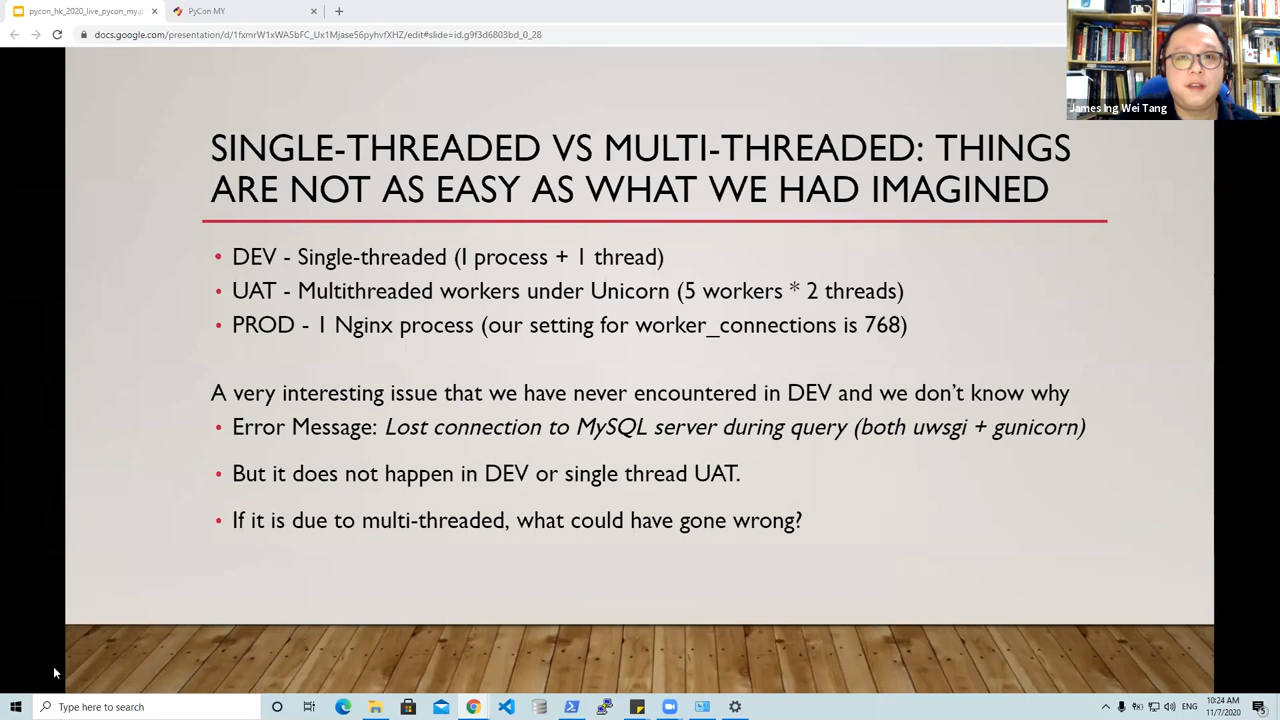 pycon_hk_2020_live_pycon_my.p
PyCon MY
docs.google.com/presentation/d/1fxmrW1xWA5bFC_Ux1Mjase56pyhvfXHZ/edit#slide=id.g9f3d6803bd_0_28
James Ing Wei Tang
SINGLE-THREADED VS MULTI-THREADED: THINGS
ARE NOT AS EASY AS WHAT WE HAD IMAGINED
• DEV - Single-threaded (1 process + 1 thread)
• UAT - Multithreaded workers under Unicorn (5 workers * 2 threads)
• PROD - 1 Nginx process (our setting for worker_connections is 768)
A very interesting issue that we have never encountered in DEV and we don't know why
• Error Message: Lost connection to MySQL server during query (both uwsgi + gunicorn)
• But it does not happen in DEV or single thread UAT.
• If it is due to multi-threaded, what could have gone wrong?
Type here to search
ENG
10:24 AM
11/7/2020